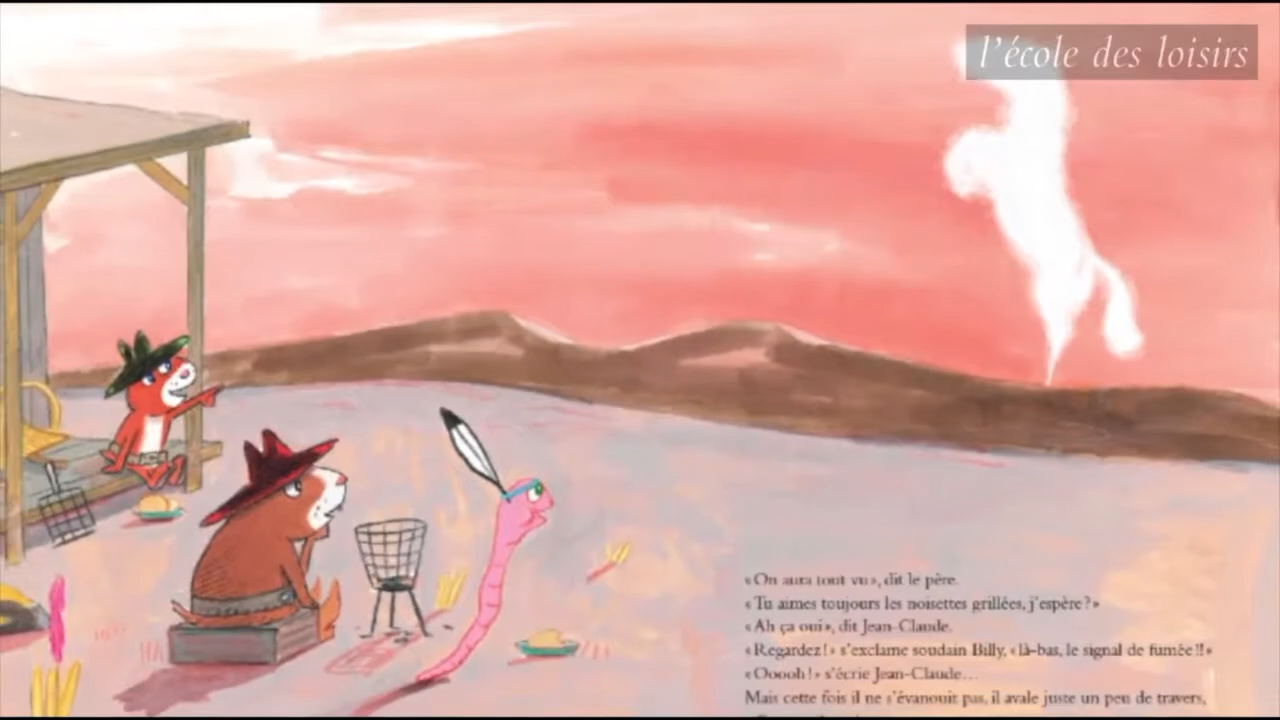 l'école des loisirs
« On aura tout vu », dit le père.
« Tu aimes toujours les noisettes grillées, j'espère ? »
« Ah ça oui », dit Jean-Claude.
« Regardez ! » s'exclame soudain Billy, « là-bas, le signal de fumée !! »
« Ooooh ! » s'écrie Jean-Claude…
Mais cette fois il ne s'évanouit pas, il avale juste un peu de travers,